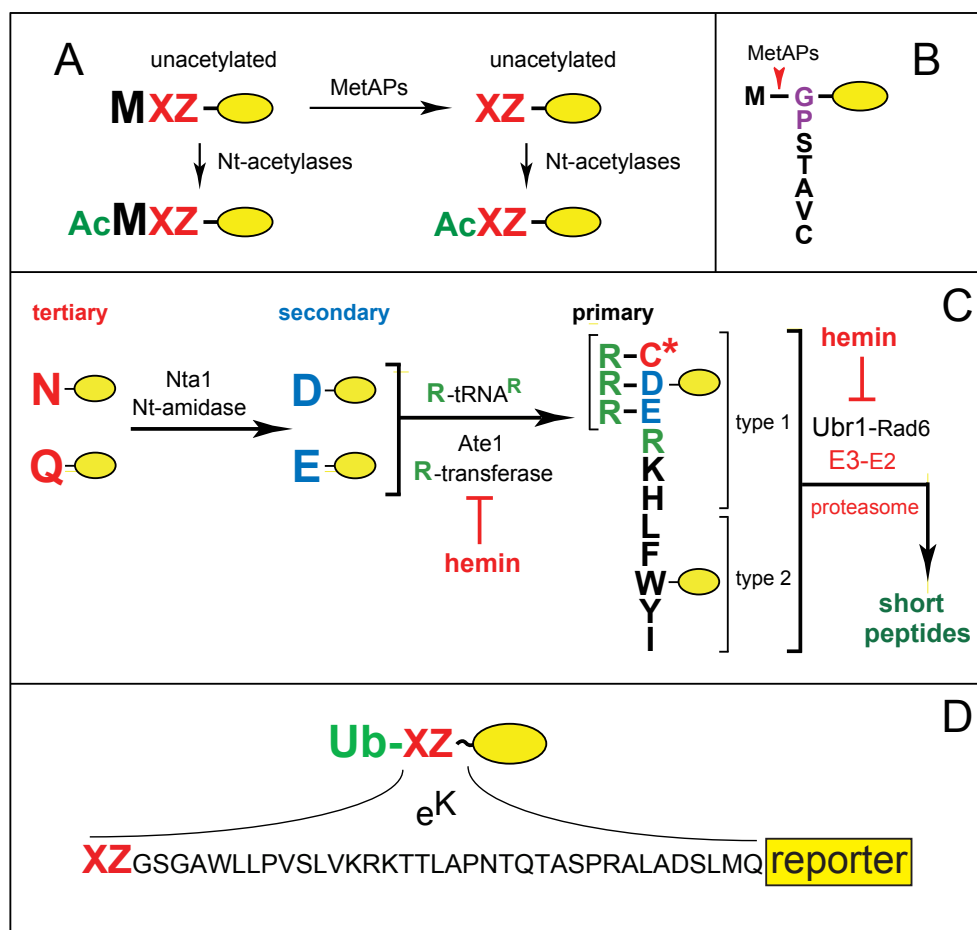 A
unacetylated
unacetylated
MXZ
MetAPs
XZ
Nt-acetylases
Nt-acetylases
AcMXZ
AcXZ
B
MetAPs
M
G
P
S
T
A
V
C
C
tertiary
secondary
primary
N
Nta1
Nt-amidase
D
Q
E
R-tRNAR
Ate1
R-transferase
hemin
R-C*
R-D
R-E
R
K
H
L
F
W
Y
I
type 1
type 2
hemin
Ubr1-Rad6
E3-E2
proteasome
short
peptides
D
Ub-XZ
eK
XZGSGAWLLPVSLVKRKTTLAPNTQTASPRALADSLMQ reporter